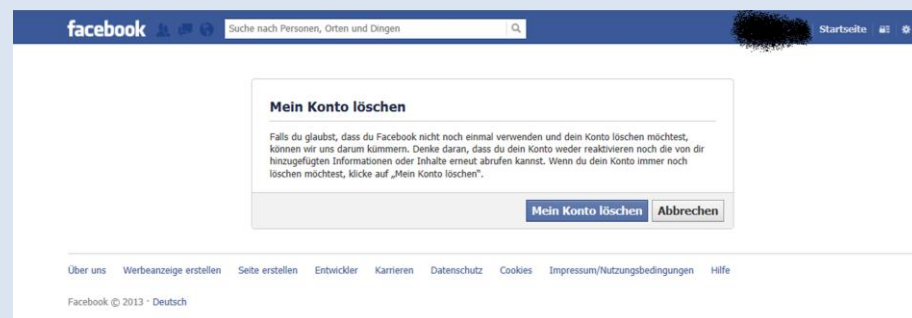 facebook
Suche nach Personen, Orten und Dingen
Startseite
Mein Konto löschen
Falls du glaubst, dass du Facebook nicht noch einmal verwenden und dein Konto löschen möchtest,
können wir uns darum kümmern. Denke daran, dass du dein Konto weder reaktivieren noch die von dir
hinzugefügten Informationen oder Inhalte erneut abrufen kannst. Wenn du dein Konto immer noch
löschen möchtest, klicke auf „Mein Konto löschen".
Mein Konto löschen Abbrechen
Über uns Werbeanzeige erstellen Seite erstellen Entwickler Karrieren Datenschutz Cookies Impressum/Nutzungsbedingungen Hilfe
Facebook © 2013 · Deutsch